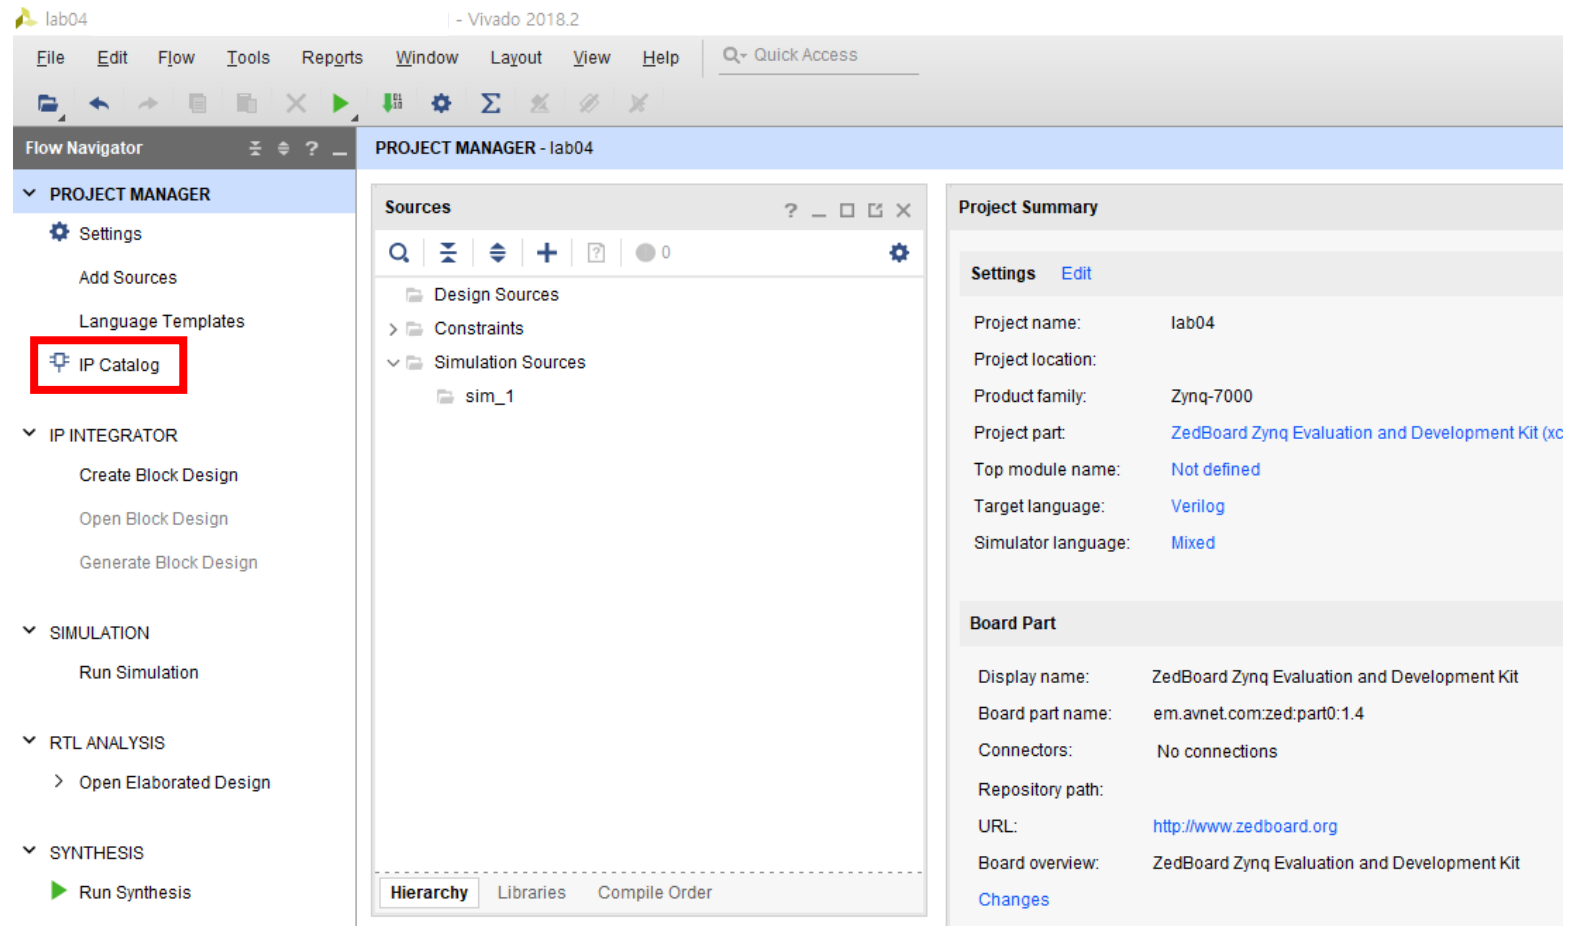 lab04 - Vivado 2018.2
File Edit Flow Tools Reports Window Layout View Help Quick Access
Flow Navigator ? _
PROJECT MANAGER - lab04
PROJECT MANAGER
Settings
Add Sources
Language Templates
IP Catalog
IP INTEGRATOR
Create Block Design
Open Block Design
Generate Block Design
SIMULATION
Run Simulation
RTL ANALYSIS
Open Elaborated Design
SYNTHESIS
Run Synthesis
Sources
0
Design Sources
Constraints
Simulation Sources
sim_1
Hierarchy Libraries Compile Order
Project Summary
Settings Edit
Project name: lab04
Project location:
Product family: Zynq-7000
Project part: ZedBoard Zynq Evaluation and Development Kit (xc
Top module name: Not defined
Target language: Verilog
Simulator language: Mixed
Board Part
Display name: ZedBoard Zynq Evaluation and Development Kit
Board part name: em.avnet.com:zed:part0:1.4
Connectors: No connections
Repository path:
URL: http://www.zedboard.org
Board overview: ZedBoard Zynq Evaluation and Development Kit
Changes